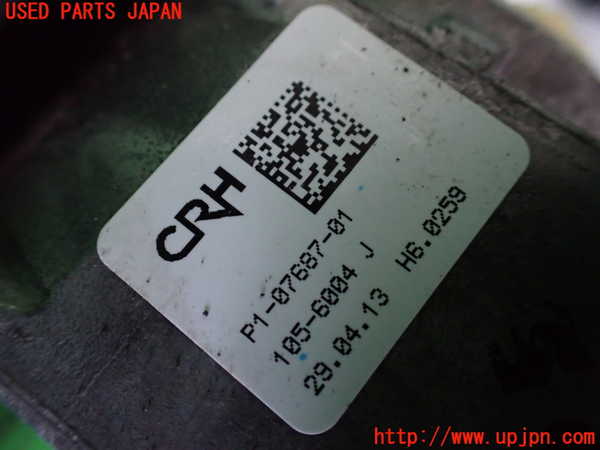 USED PARTS JAPAN
CRH
P1-07687-01
105-6004 J
29.04.13 H6.0259
http://www.upjpn.com/